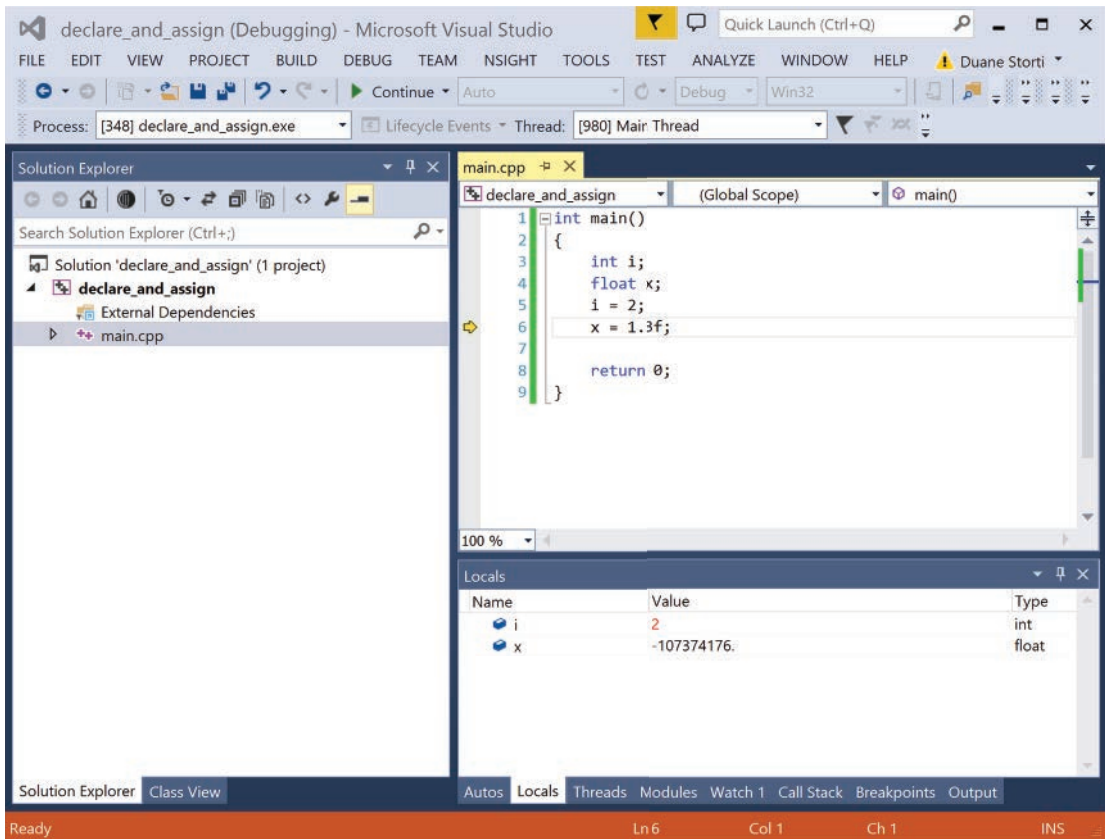 declare_and_assign (Debugging) - Microsoft Visual Studio
Quick Launch (Ctrl+Q)
FILE EDIT VIEW PROJECT BUILD DEBUG TEAM NSIGHT TOOLS TEST ANALYZE WINDOW HELP Duane Storti
Continue Auto Debug Win32
Process: [348] declare_and_assign.exe Lifecycle Events Thread: [980] Main Thread
Solution Explorer
Search Solution Explorer (Ctrl+;)
Solution 'declare_and_assign' (1 project)
declare_and_assign
External Dependencies
main.cpp
Solution Explorer Class View
main.cpp
declare_and_assign (Global Scope) main()
1 int main()
2 {
3 int i;
4 float x;
5 i = 2;
6 x = 1.3f;
7
8 return 0;
9 }
100 %
Locals
Name Value Type
i 2 int
x -107374176. float
Autos Locals Threads Modules Watch 1 Call Stack Breakpoints Output
Ready Ln 6 Col 1 Ch 1 INS